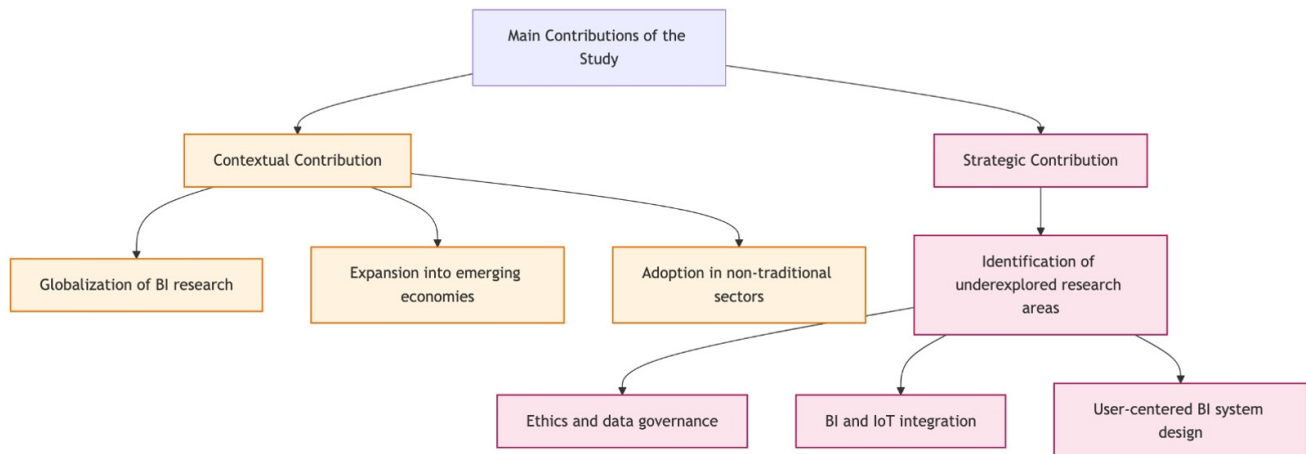 Main Contributions of the
Study
Contextual Contribution
Strategic Contribution
Globalization of BI research
Expansion into emerging
economies
Adoption in non-traditional
sectors
Identification of
underexplored research
areas
Ethics and data governance
BI and IoT integration
User-centered BI system
design